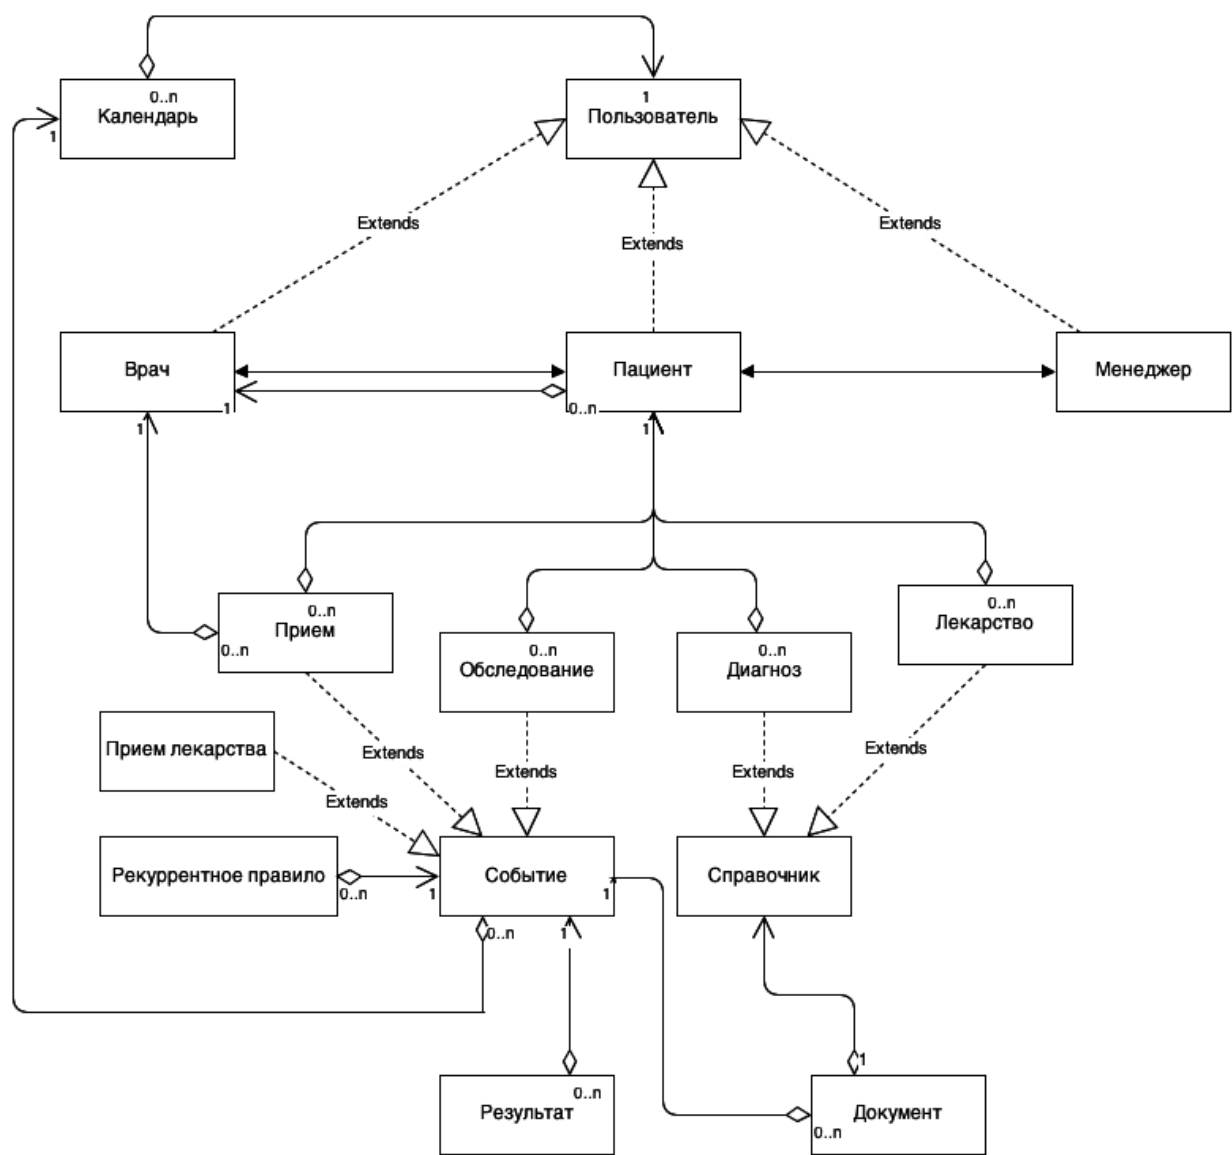 0..n
Календарь
1
1
Пользователь
Extends
Extends
Extends
Врач
1
Пациент
0..n
Менеджер
1
1
0..n
Прием
0..n
0..n
Обследование
0..n
Диагноз
0..n
Лекарство
Прием лекарства
Extends
Extends
Extends
Extends
Extends
Рекуррентное правило
0..n
Событие
1
1
0..n
1
Справочник
0..n
Результат
1
Документ
0..n